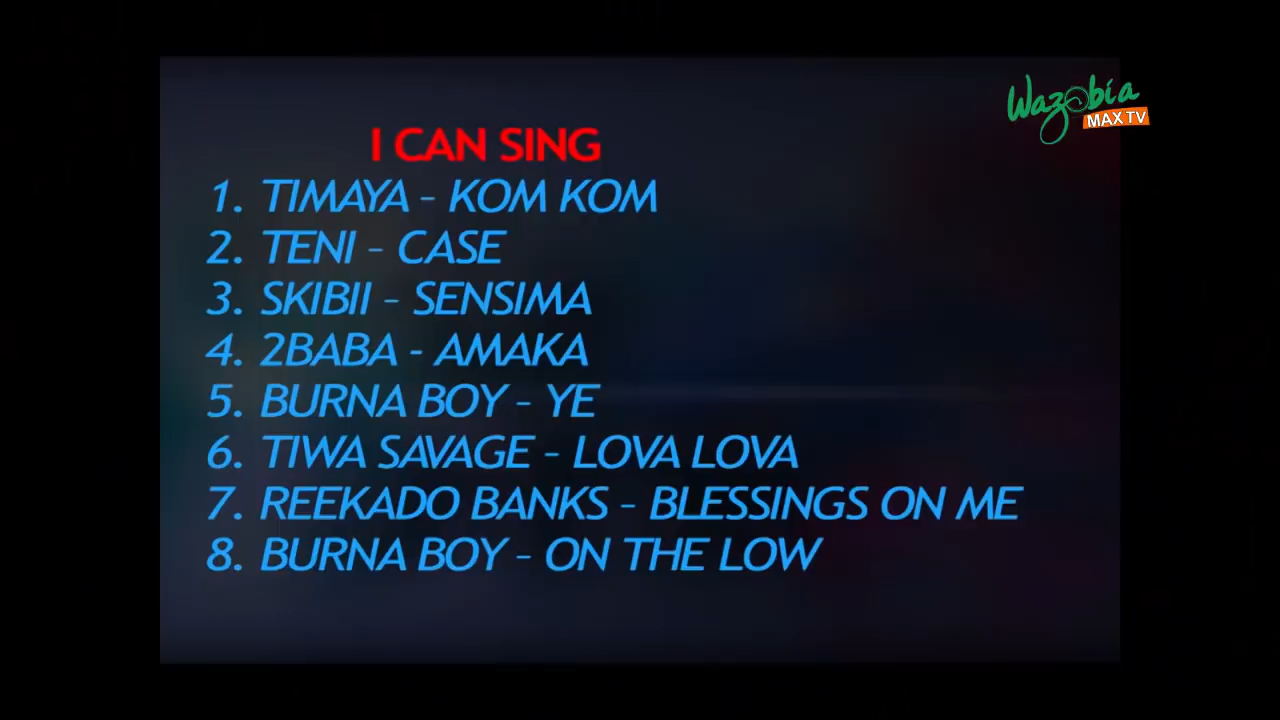 Wazobia
MAX TV
I CAN SING
1. TIMAYA - KOM KOM
2. TENI - CASE
3. SKIBII - SENSIMA
4. 2BABA - AMAKA
5. BURNA BOY - YE
6. TIWA SAVAGE - LOVA LOVA
7. REEKADO BANKS - BLESSINGS ON ME
8. BURNA BOY - ON THE LOW